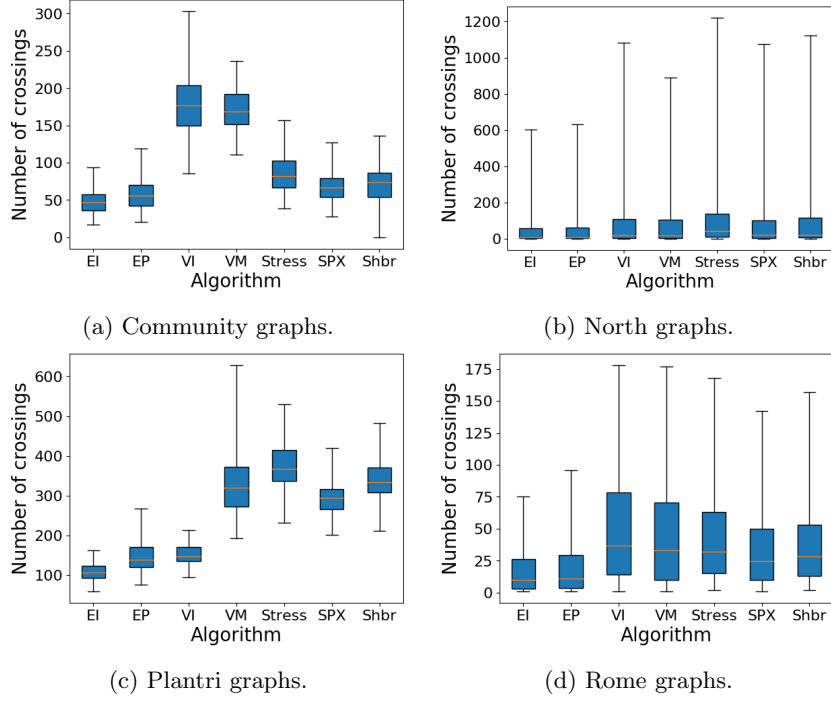 Number of crossings
300
250
200
150
100
50
0
EI EP VI VM Stress SPX Shbr
Algorithm
(a) Community graphs.
Number of crossings
1200
1000
800
600
400
200
0
EI EP VI VM Stress SPX Shbr
Algorithm
(b) North graphs.
Number of crossings
600
500
400
300
200
100
EI EP VI VM Stress SPX Shbr
Algorithm
(c) Plantri graphs.
Number of crossings
175
150
125
100
75
50
25
0
EI EP VI VM Stress SPX Shbr
Algorithm
(d) Rome graphs.